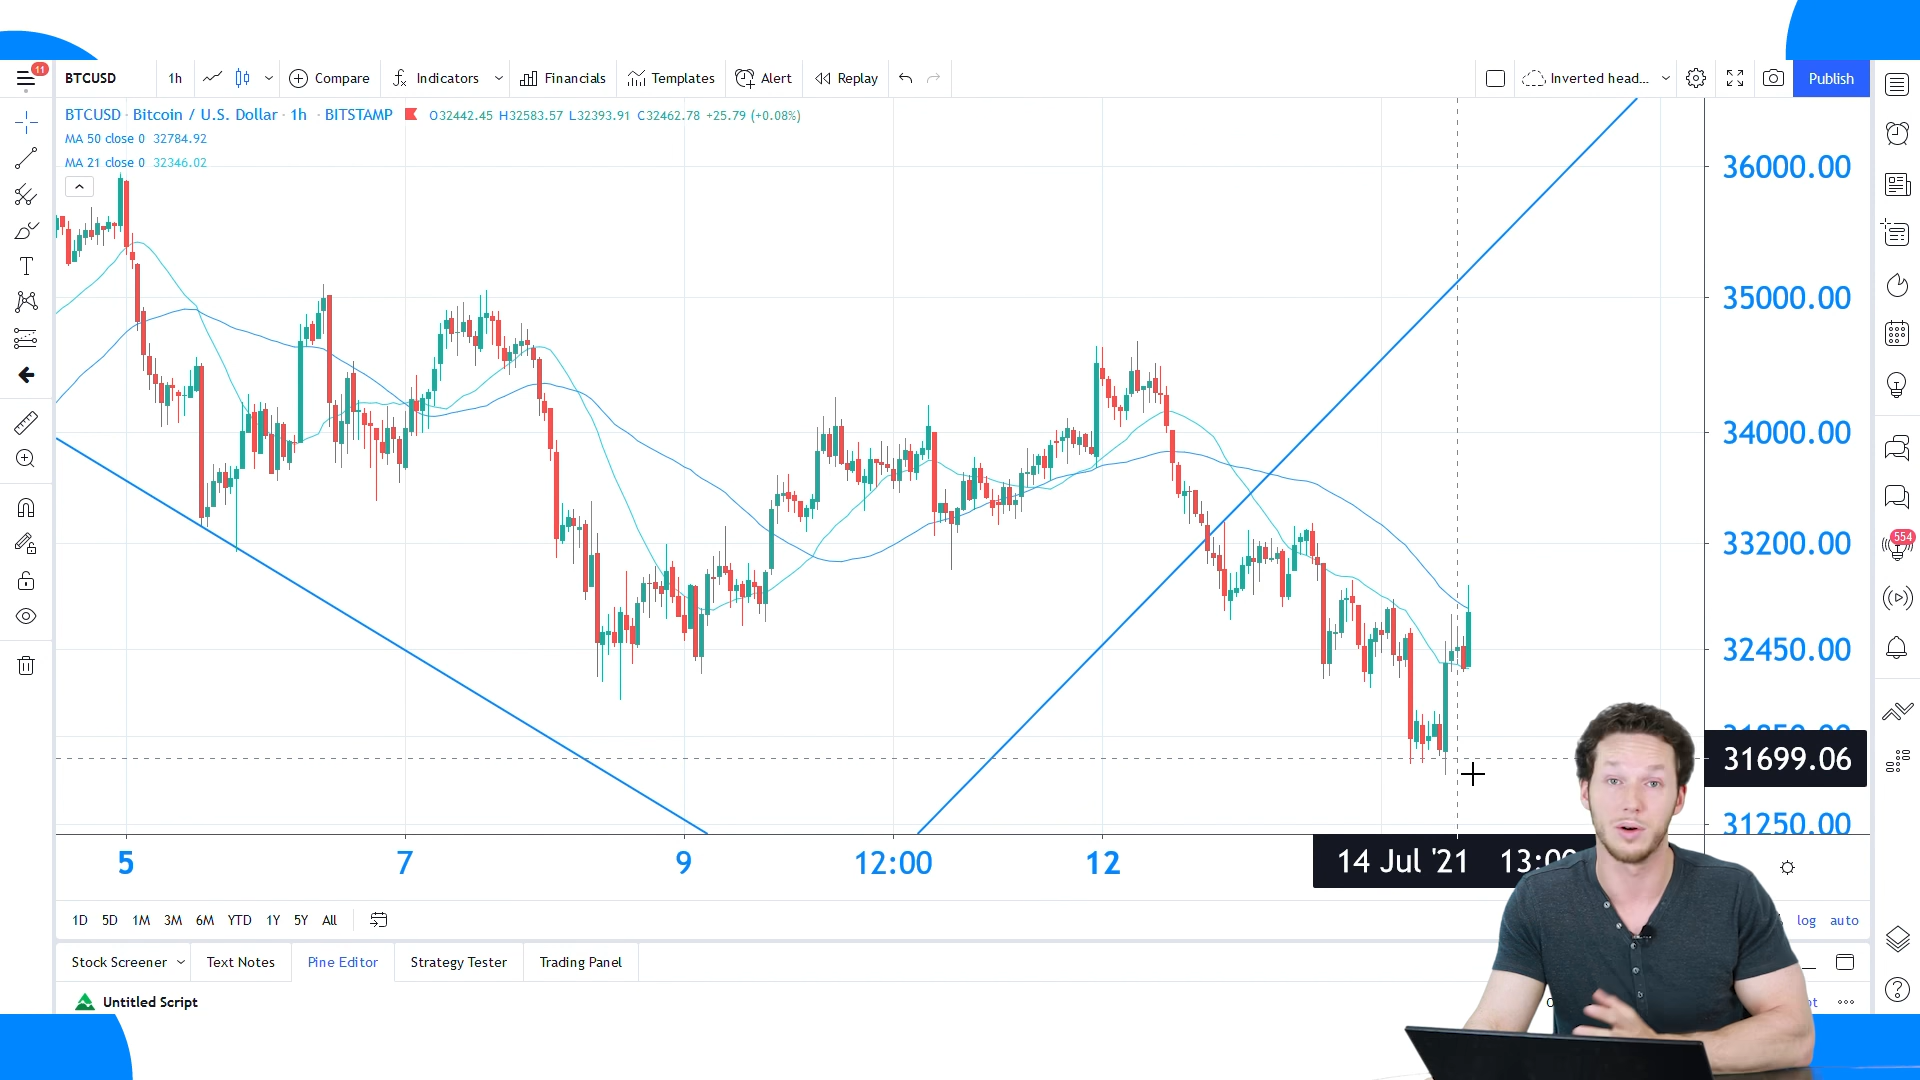 11
BTCUSD 1h Compare Indicators Financials Templates Alert Replay Inverted head... Publish
BTCUSD · Bitcoin / U.S. Dollar · 1h · BITSTAMP O32442.45 H32583.57 L32393.91 C32462.78 +25.79 (+0.08%)
MA 50 close 0 32784.92
MA 21 close 0 32346.02
36000.00
35000.00
34000.00
33200.00
554
32450.00
31699.06
31250.00
5 7 9 12:00 12 14 Jul '21
1D 5D 1M 3M 6M YTD 1Y 5Y All log auto
Stock Screener Text Notes Pine Editor Strategy Tester Trading Panel
Untitled Script